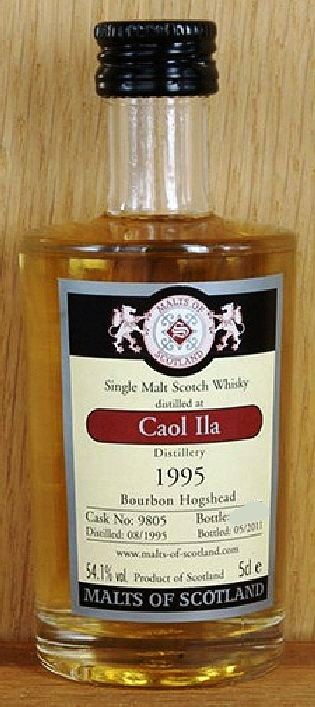 MALTS OF
SCOTLAND
Single Malt Scotch Whisky
distilled at
Caol Ila
Distillery
1995
Bourbon Hogshead
Cask No: 9805 Bottle:
Distilled: 08/1995 Bottled: 05/2011
www.malts-of-scotland.com
54.1% vol. Product of Scotland 5cl e
MALTS OF SCOTLAND